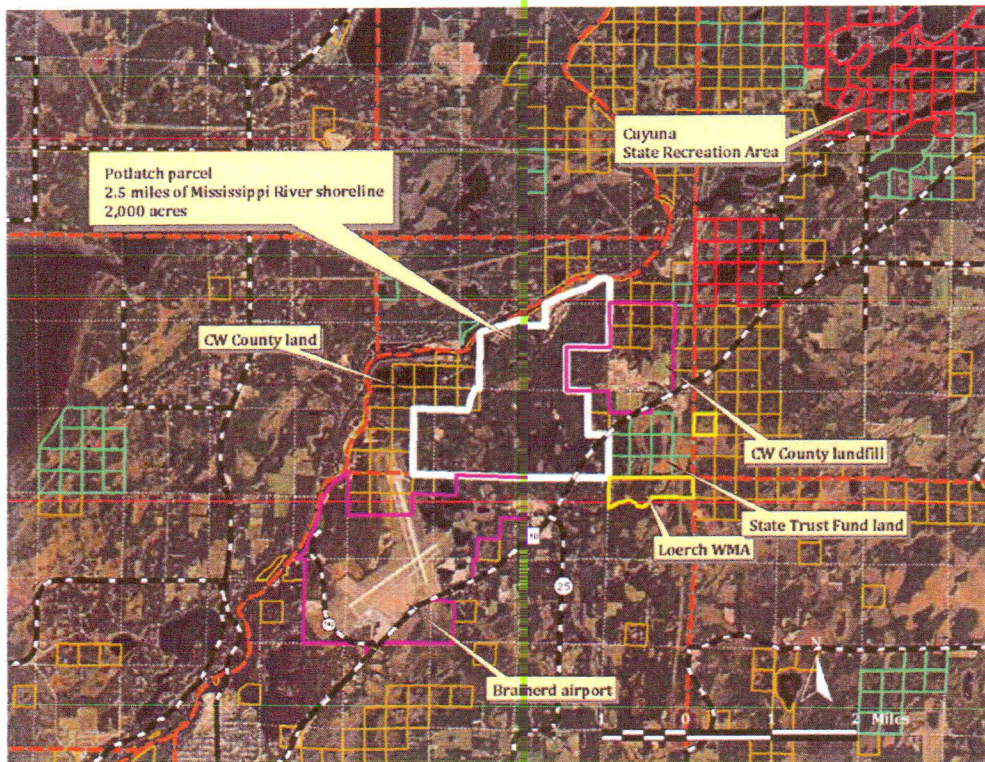 Cuyuna
State Recreation Area
Potlatch parcel
2.5 miles of Mississippi River shoreline
2,000 acres
CW County land
CW County landfill
State Trust Fund land
Loerch WMA
25
Brainerd airport
N
1 0 1 2 Miles